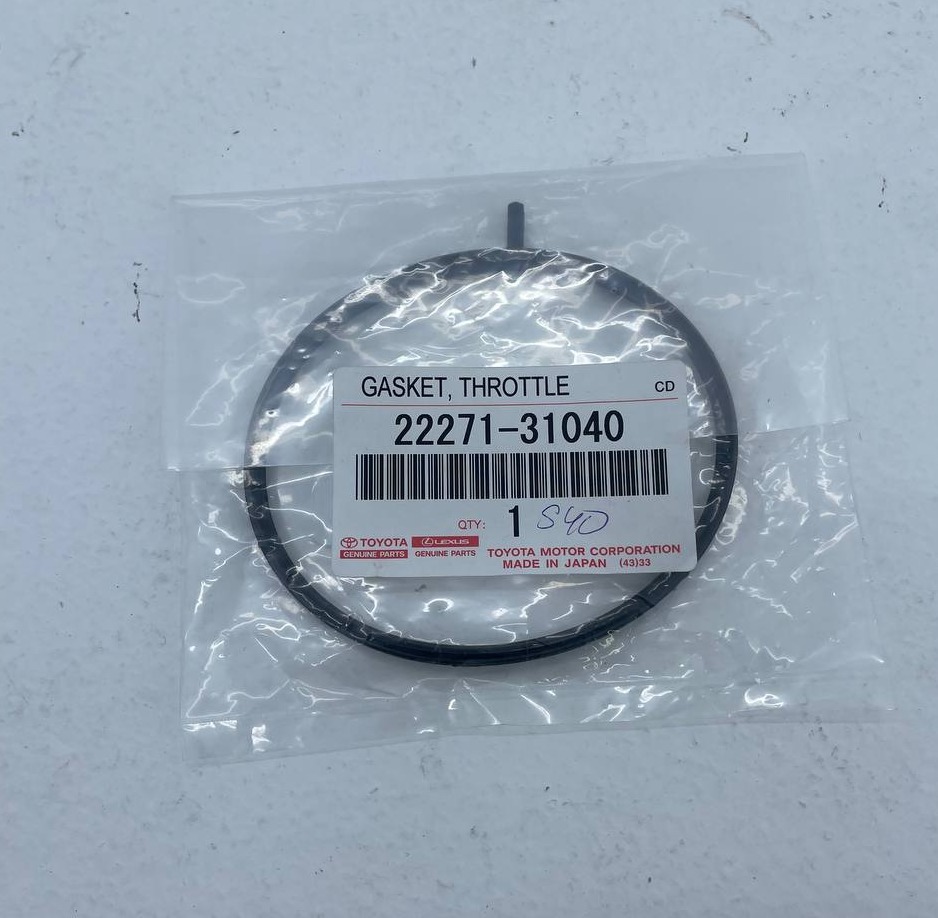 GASKET, THROTTLE CD
22271-31040
QTY: 1 S40
TOYOTA LEXUS
GENUINE PARTS GENUINE PARTS
TOYOTA MOTOR CORPORATION
MADE IN JAPAN (43)33